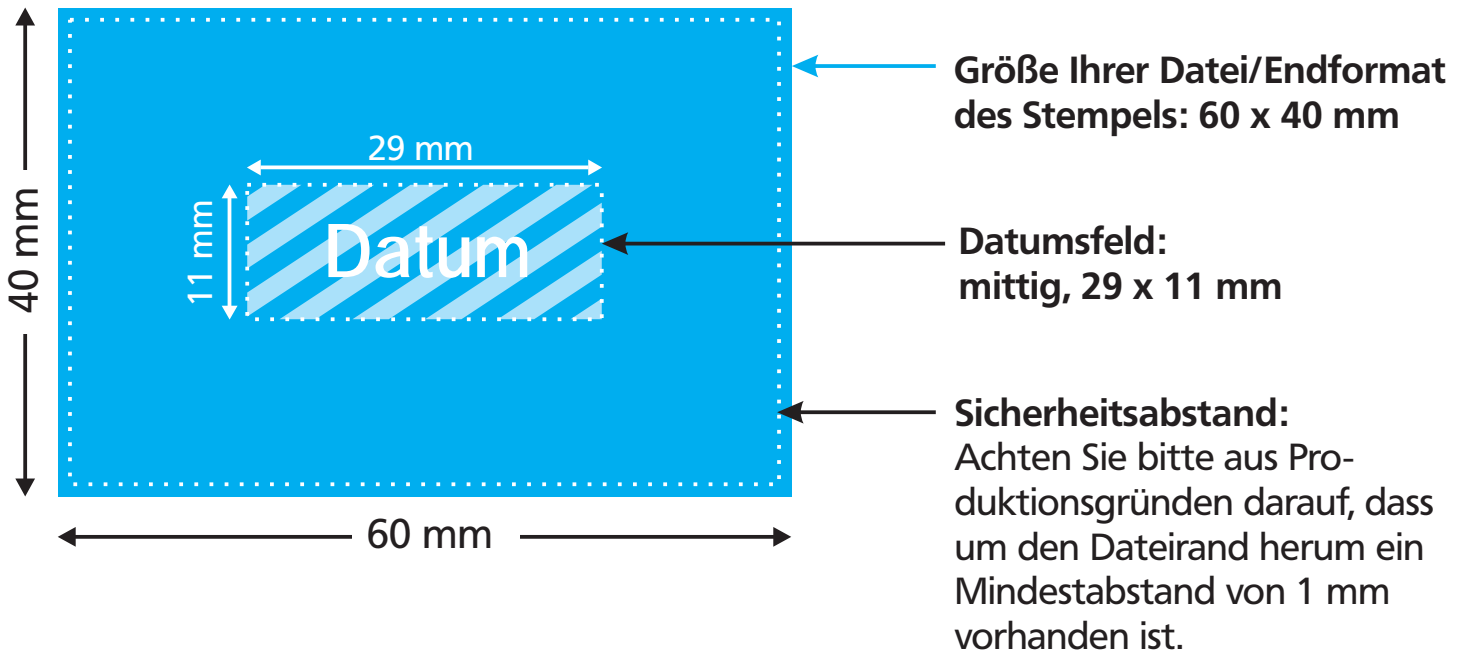 Größe Ihrer Datei/Endformat
des Stempels: 60 x 40 mm
29 mm
11 mm
Datum
40 mm
60 mm
Datumsfeld:
mittig, 29 x 11 mm
Sicherheitsabstand:
Achten Sie bitte aus Pro-
duktionsgründen darauf, dass
um den Dateirand herum ein
Mindestabstand von 1 mm
vorhanden ist.